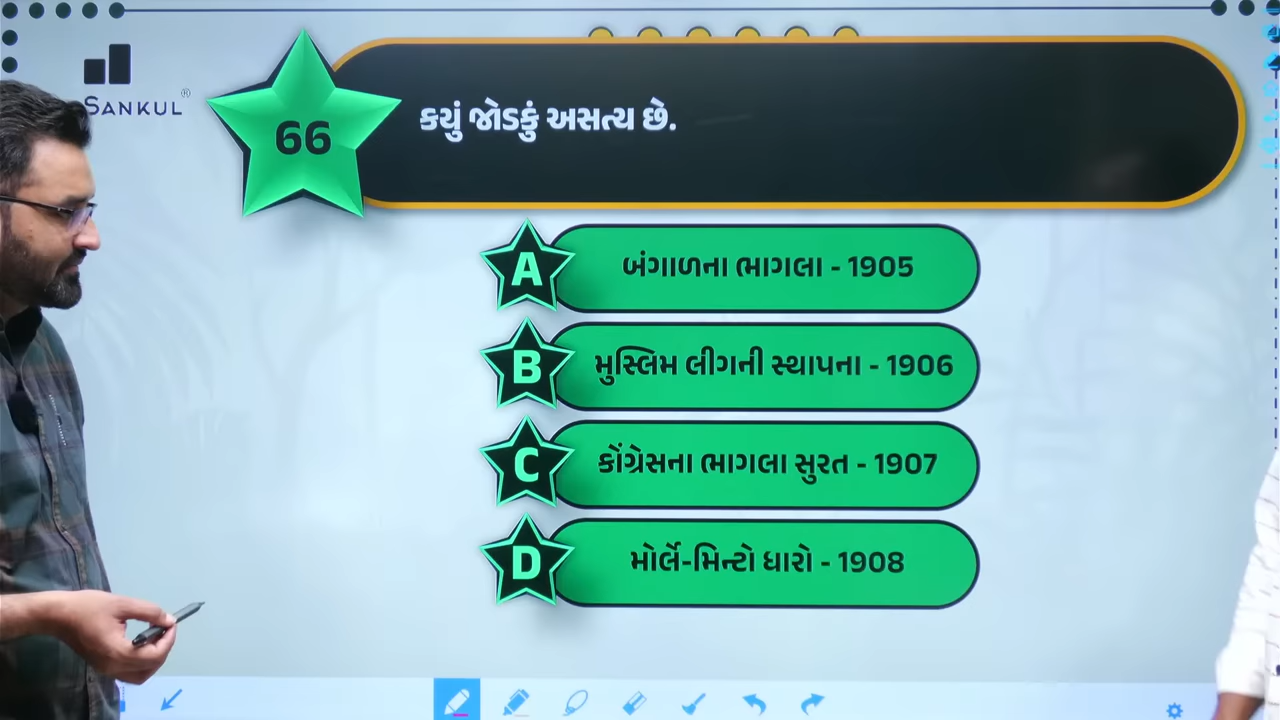 SANKUL®
66
કયું જોડકું અસત્ય છે.
A
બંગાળના ભાગલા - 1905
B
મુસ્લિમ લીગની સ્થાપના - 1906
C
કોંગ્રેસના ભાગલા સુરત - 1907
D
મોર્લે-મિન્ટો ધારો - 1908